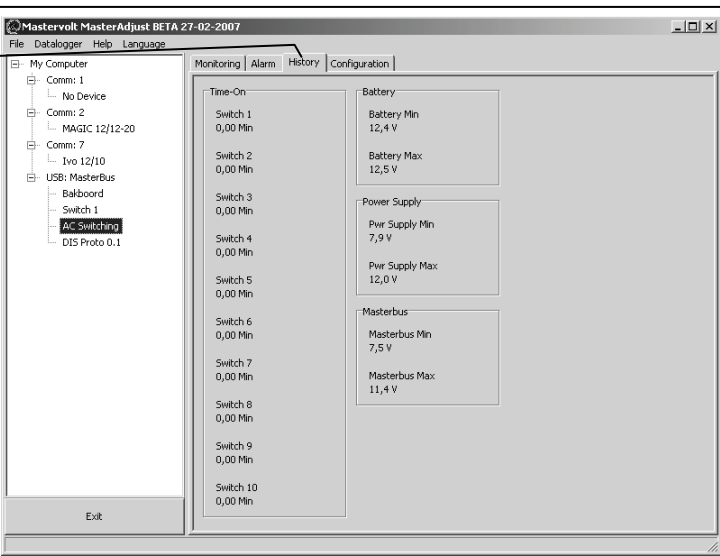 Mastervolt MasterAdjust BETA 27-02-2007
File Datalogger Help Language
My Computer
Comm: 1
No Device
Comm: 2
MAGIC 12/12-20
Comm: 7
Ivo 12/10
USB: MasterBus
Bakboord
Switch 1
AC Switching
DIS Proto 0.1
Exit
Monitoring Alarm History Configuration
Time-On
Switch 1
0,00 Min
Switch 2
0,00 Min
Switch 3
0,00 Min
Switch 4
0,00 Min
Switch 5
0,00 Min
Switch 6
0,00 Min
Switch 7
0,00 Min
Switch 8
0,00 Min
Switch 9
0,00 Min
Switch 10
0,00 Min
Battery
Battery Min
12,4 V
Battery Max
12,5 V
Power Supply
Pwr Supply Min
7,9 V
Pwr Supply Max
12,0 V
Masterbus
Masterbus Min
7,5 V
Masterbus Max
11,4 V